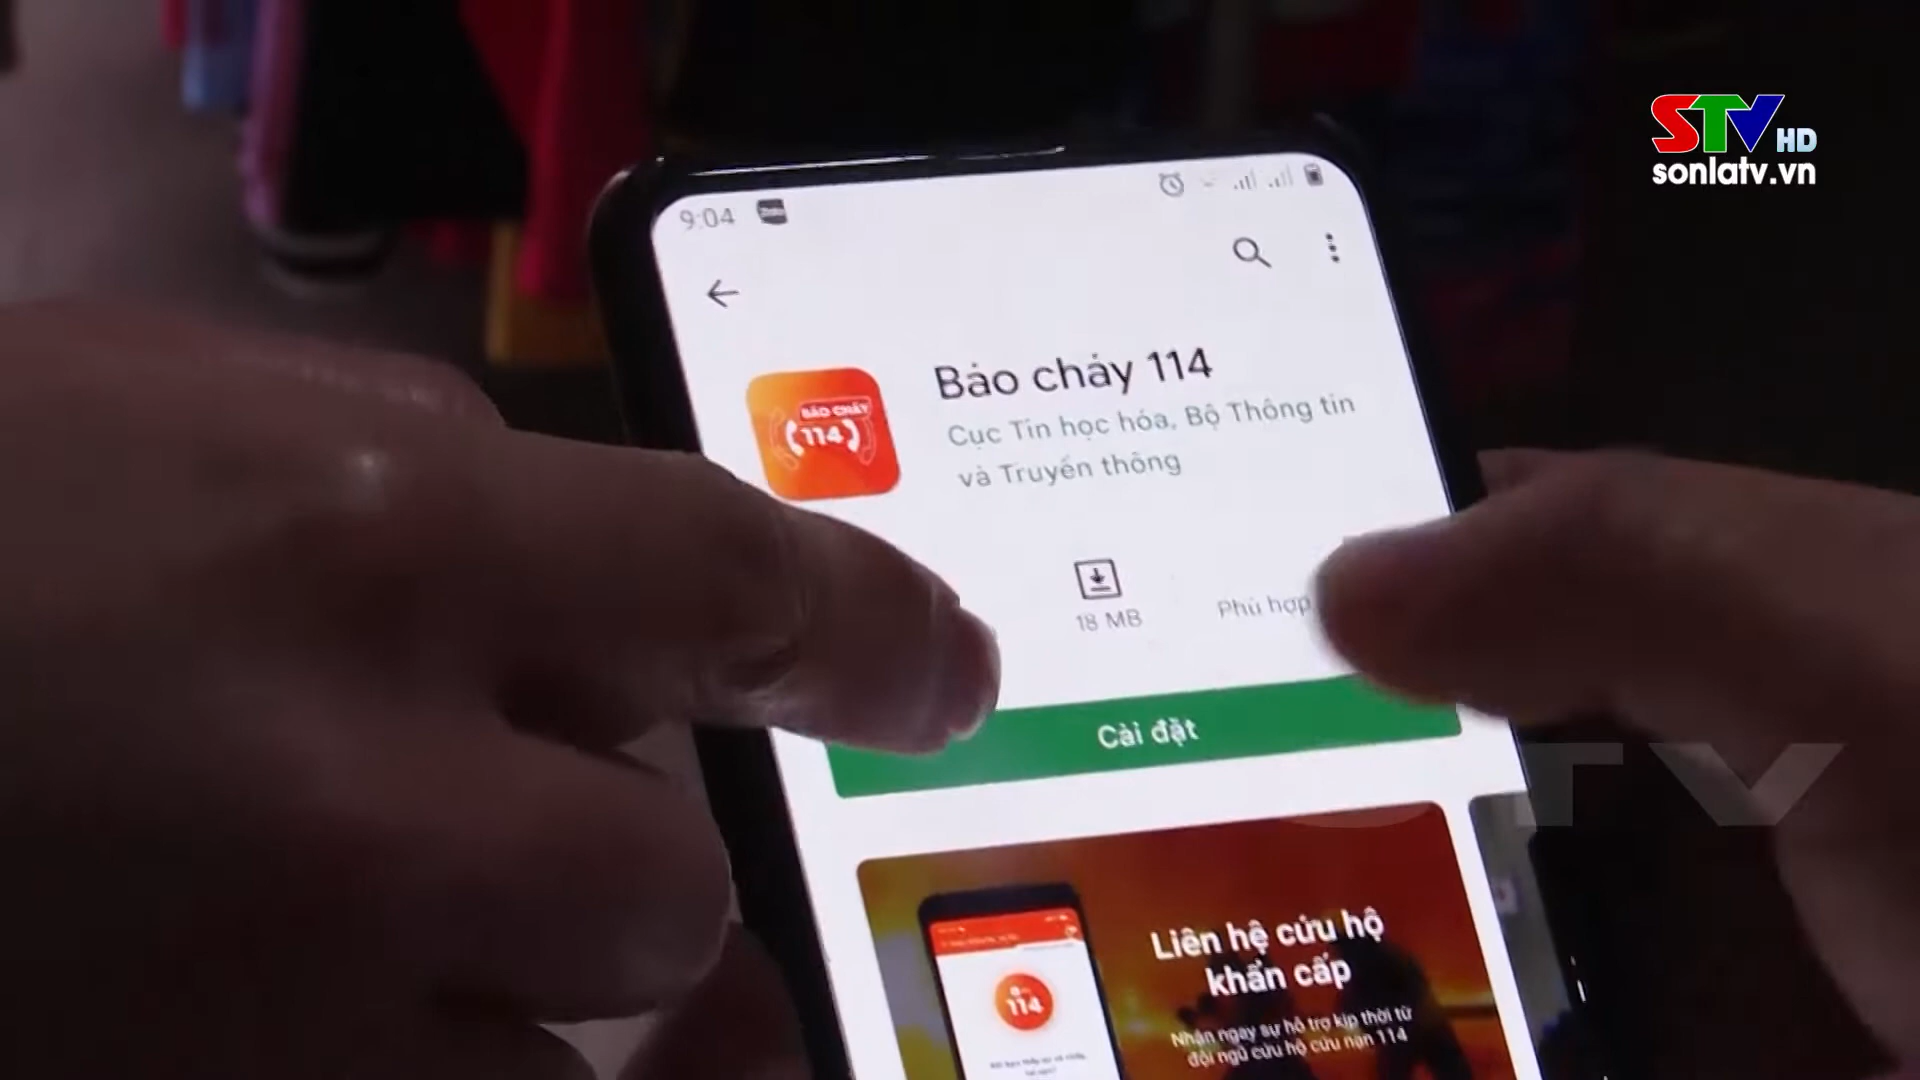 STV HD
sonlatv.vn
9:04
Báo cháy 114
Cục Tin học hóa, Bộ Thông tin
và Truyền thông
BÁO CHÁY
114
18 MB
Phù hợp
Cài đặt
TV
Liên hệ cứu hộ
khẩn cấp
Nhận ngay sự hỗ trợ kịp thời từ
đội ngũ cứu hộ cứu nạn 114
114